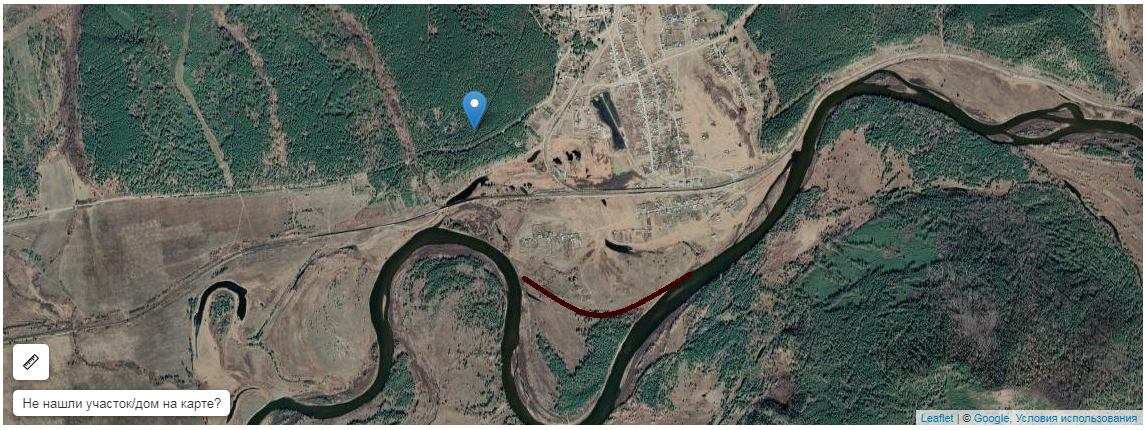 Не нашли участок/дом на карте?
Leaflet | © Google, Условия использования